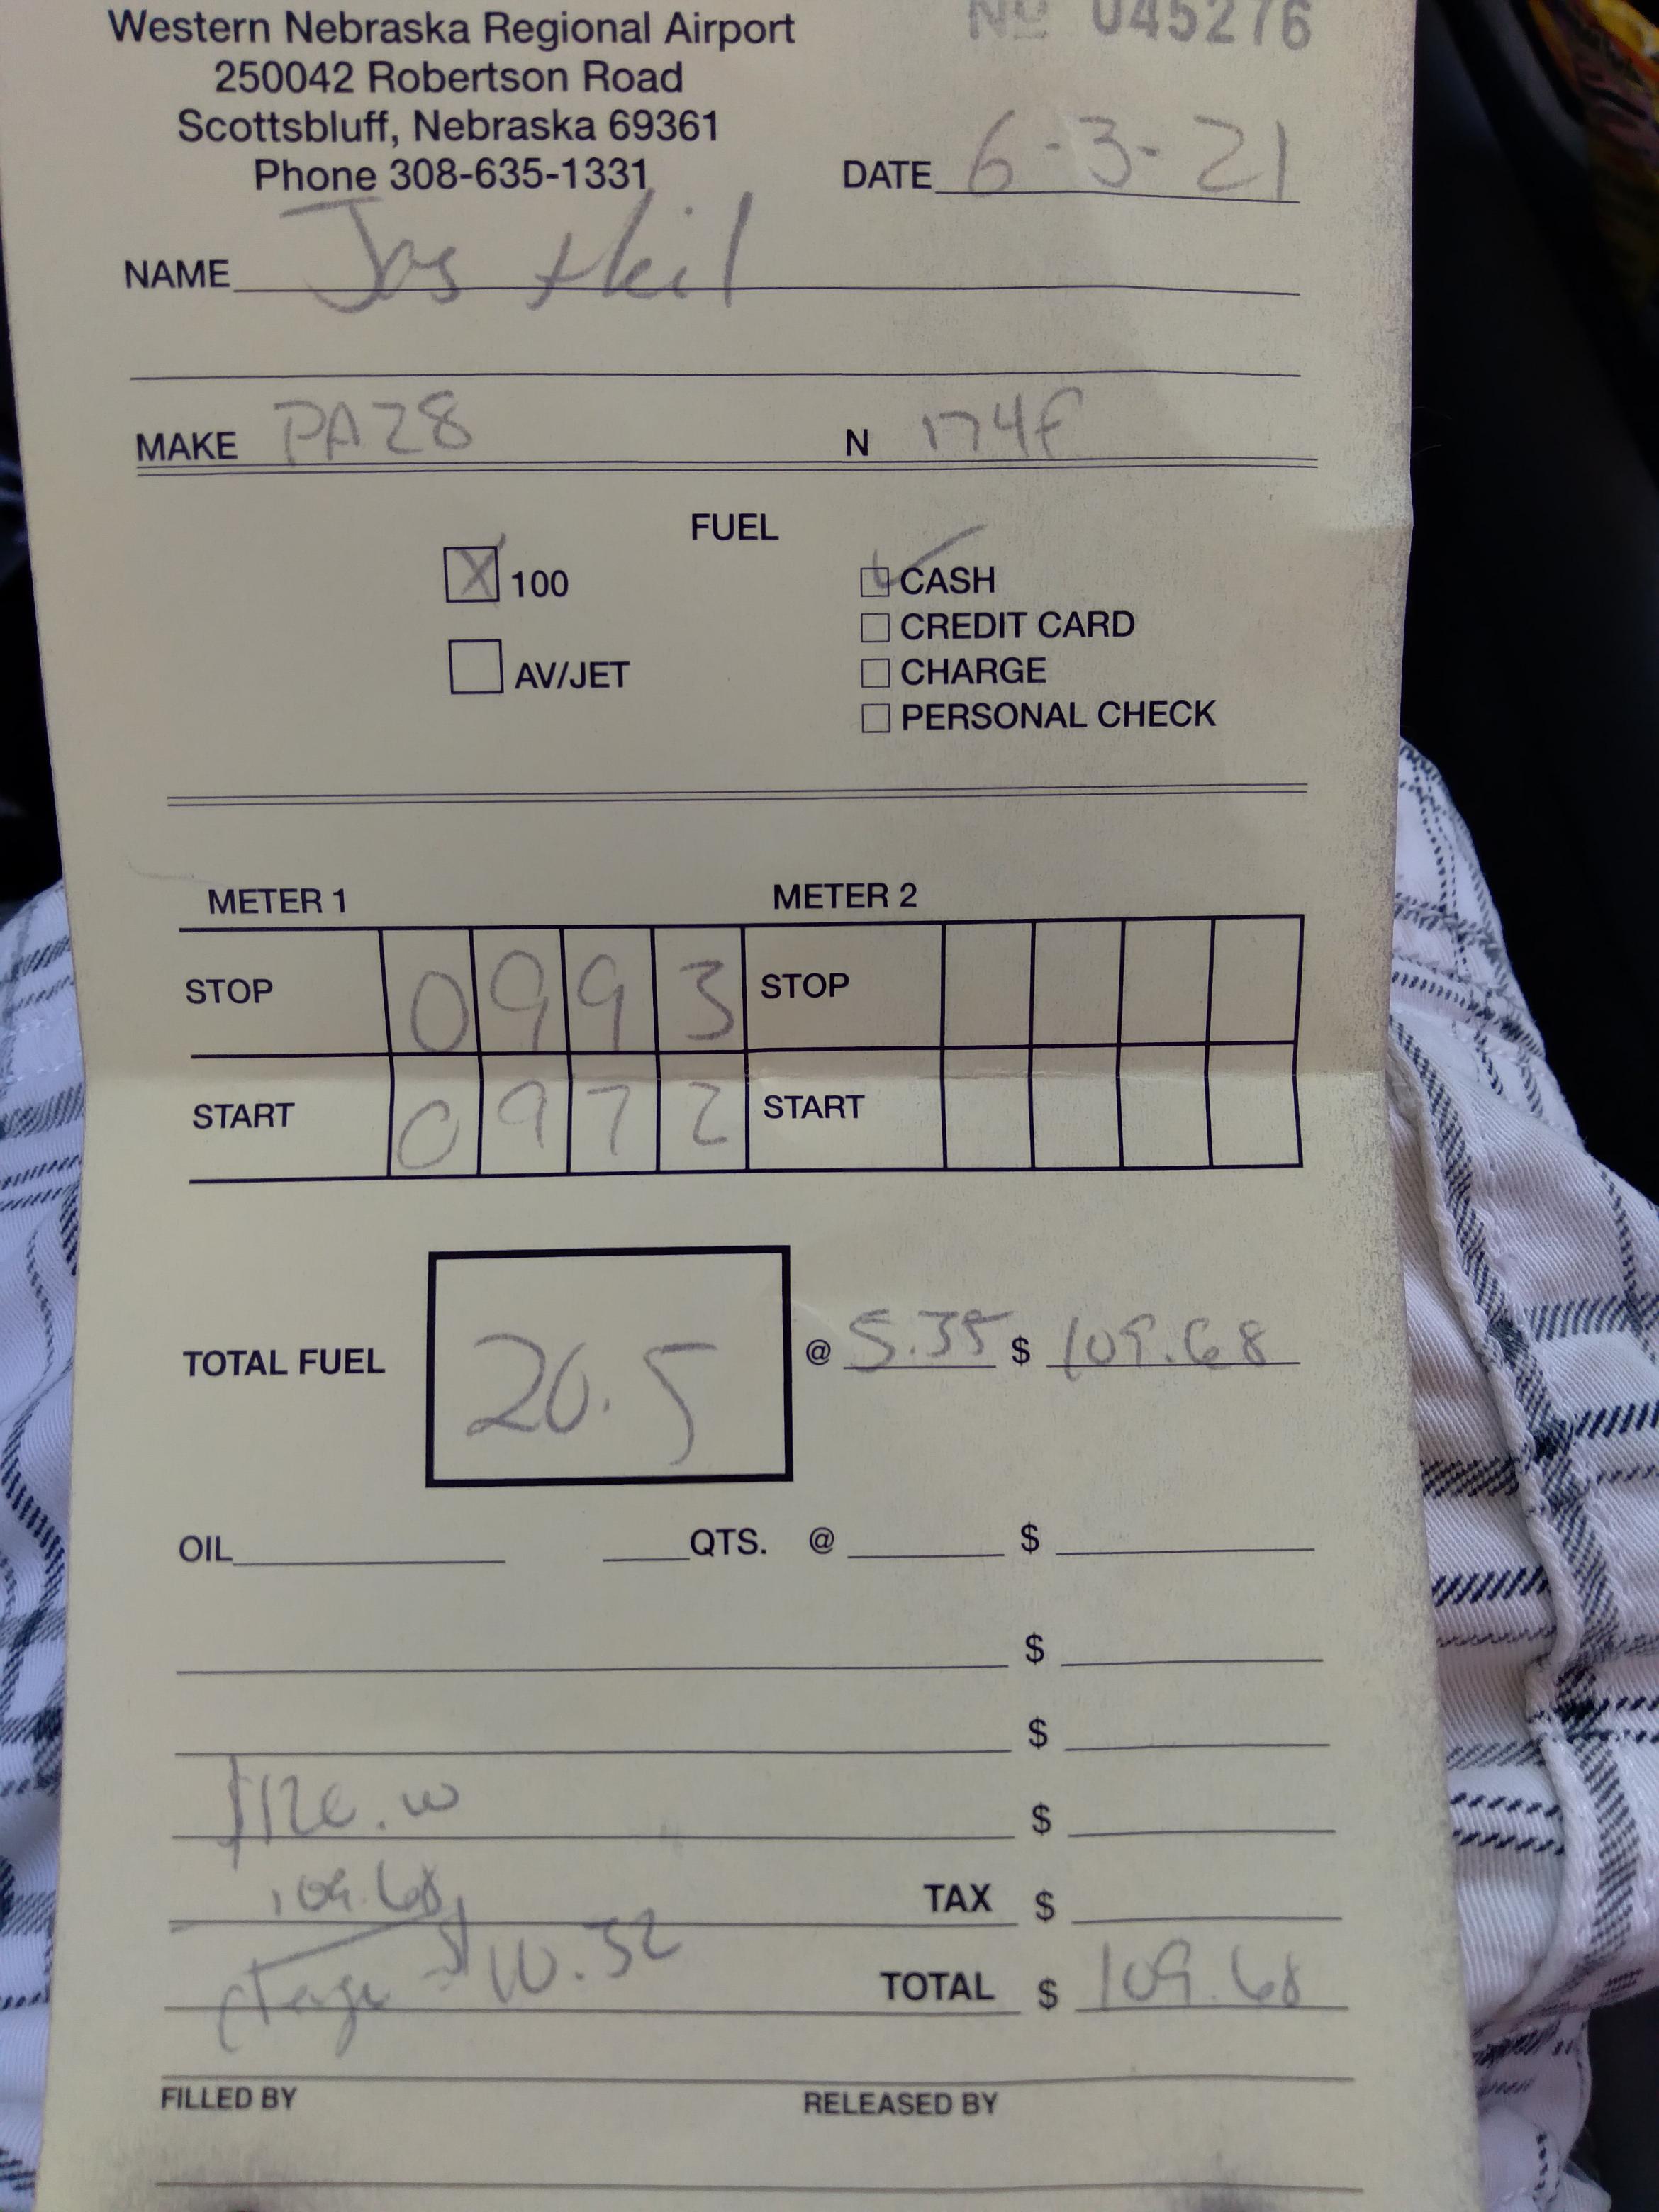 Western Nebraska Regional Airport
250042 Robertson Road
Scottsbluff, Nebraska 69361
Phone 308-635-1331
Nº 045276
DATE 6-3-21
NAME
MAKE PA28 N 174F
FUEL
X 100
AV/JET
✓ CASH
CREDIT CARD
CHARGE
PERSONAL CHECK
METER 1 METER 2
STOP 0993 STOP
START 0972 START
TOTAL FUEL 20.5 @ 5.35 $ 109.68
OIL QTS. @ $
$
$
$120.00 $
109.68 TAX $
$10.32 TOTAL $ 109.68
FILLED BY RELEASED BY